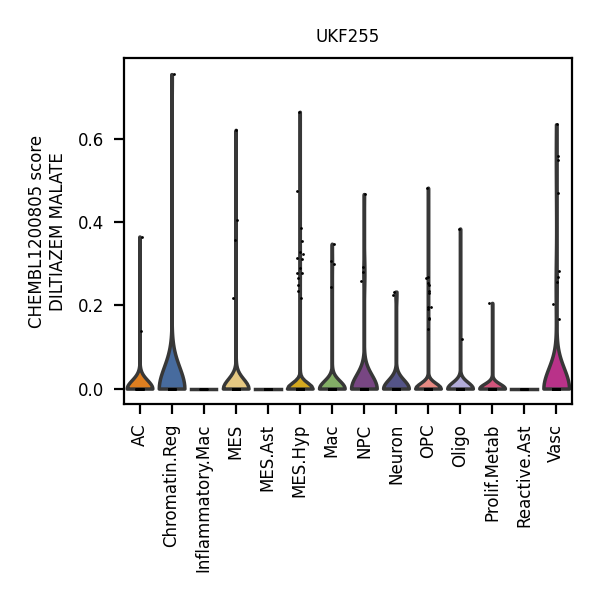 UKF255
CHEMBL1200805 score
DILTIAZEM MALATE
0.6
0.4
0.2
0.0
AC
Chromatin.Reg
Inflammatory.Mac
MES
MES.Ast
MES.Hyp
Mac
NPC
Neuron
OPC
Oligo
Prolif.Metab
Reactive.Ast
Vasc